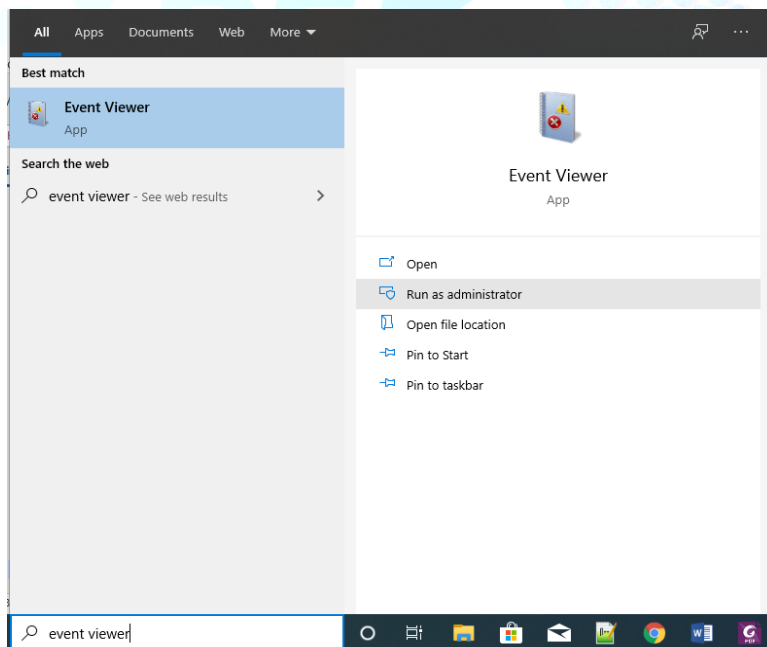 All Apps Documents Web More
Best match
Event Viewer
App
Search the web
event viewer - See web results
Event Viewer
App
Open
Run as administrator
Open file location
Pin to Start
Pin to taskbar
event viewer